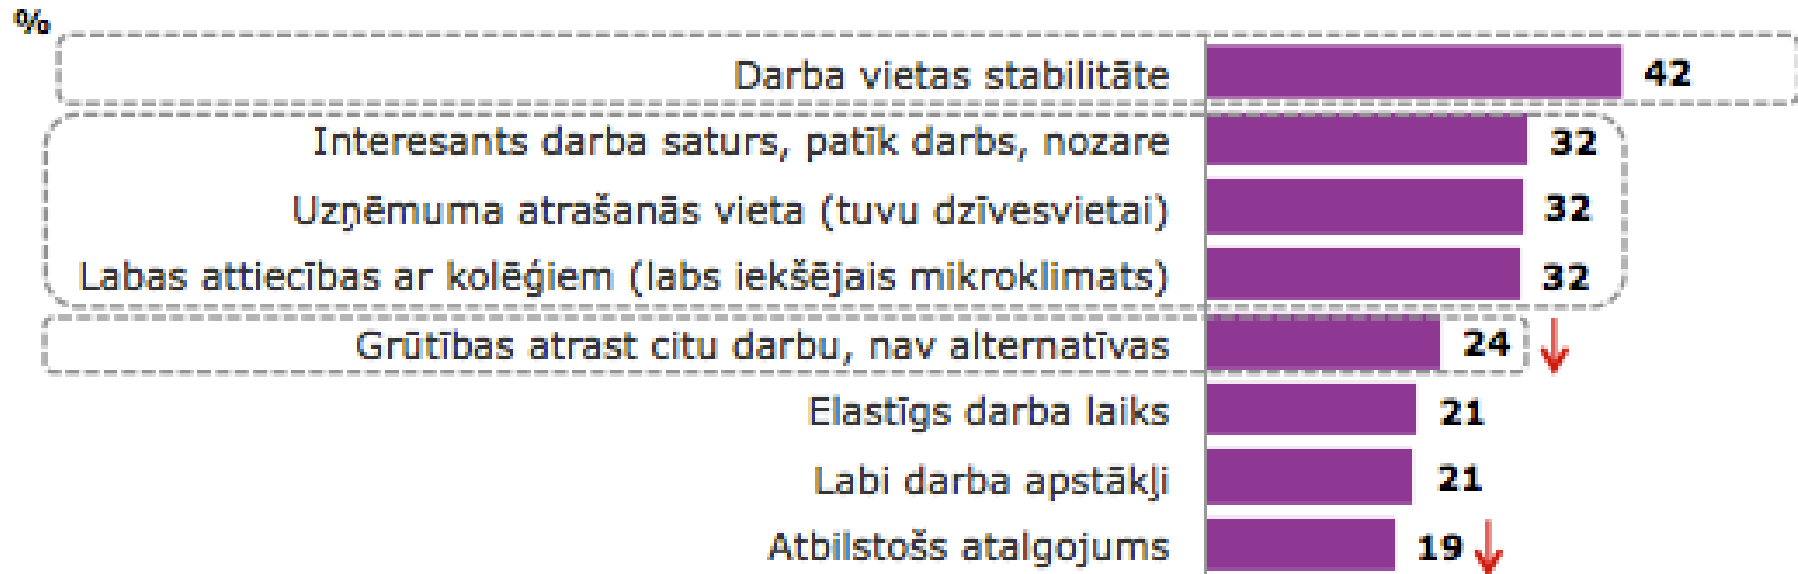 %
Darba vietas stabilitāte 42
Interesants darba saturs, patīk darbs, nozare 32
Uzņēmuma atrašanās vieta (tuvu dzīvesvietai) 32
Labas attiecības ar kolēģiem (labs iekšējais mikroklimats) 32
Grūtības atrast citu darbu, nav alternatīvas 24
Elastīgs darba laiks 21
Labi darba apstākļi 21
Atbilstošs atalgojums 19